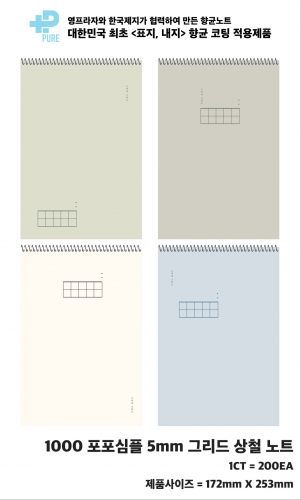 PURE
영프라자와 한국제지가 협력하여 만든 항균노트
대한민국 최초 <표지, 내지> 항균 코팅 적용제품
1000 포포심플 5mm 그리드 상철 노트
1CT = 200EA
제품사이즈 = 172mm X 253mm